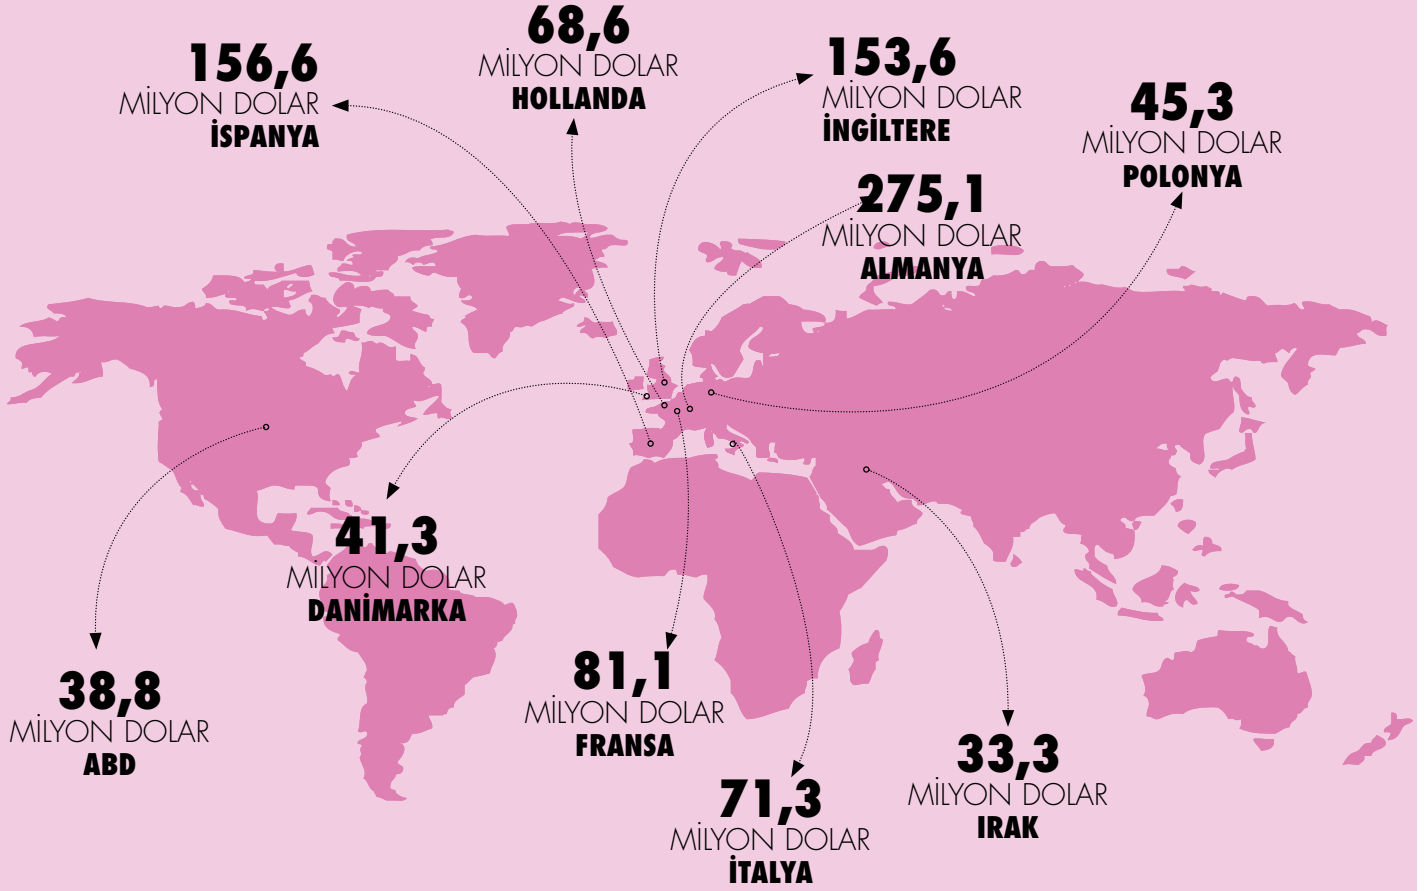 156,6
MİLYON DOLAR
İSPANYA
68,6
MİLYON DOLAR
HOLLANDA
153,6
MİLYON DOLAR
İNGİLTERE
45,3
MİLYON DOLAR
POLONYA
275,1
MİLYON DOLAR
ALMANYA
41,3
MİLYON DOLAR
DANİMARKA
38,8
MİLYON DOLAR
ABD
81,1
MİLYON DOLAR
FRANSA
71,3
MİLYON DOLAR
İTALYA
33,3
MİLYON DOLAR
IRAK